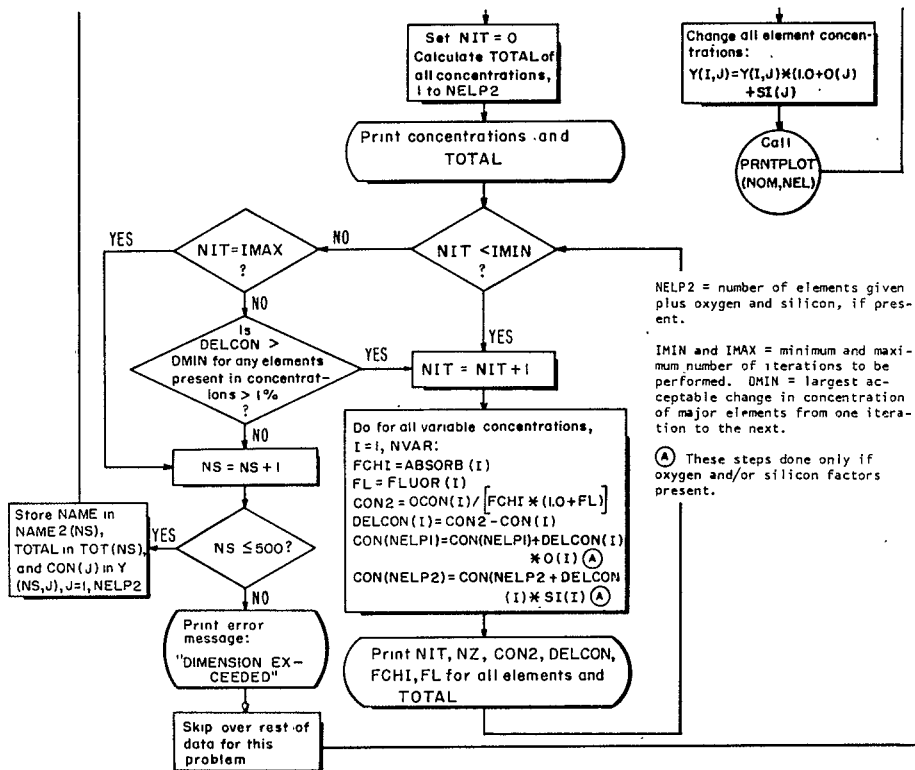 Set NIT = 0
Calculate TOTAL of
all concentrations,
1 to NELP2
Print concentrations and
TOTAL
Change all element concen-
trations:
Y(I,J)=Y(I,J)*(1.0+O(J)
+SI(J)
Call
PRNTPLOT
(NOM,NEL)
NIT <IMIN
?
NO
YES
NIT=IMAX
?
YES
NO
Is
DELCON >
DMIN for any elements
present in concentrat-
ions > 1%
?
YES
NO
NIT = NIT+1
NS = NS + 1
NS ≤ 500?
YES
NO
Store NAME in
NAME2(NS),
TOTAL in TOT(NS),
and CON(J) in Y
(NS,J), J=1, NELP2
Print error
message:
"DIMENSION EX-
CEEDED"
Skip over rest of
data for this
problem
Do for all variable concentrations,
I=1, NVAR:
FCHI =ABSORB (I)
FL = FLUOR (I)
CON2 = OCON(I)/[FCHI *(1.0+FL)]
DELCON(I)=CON2-CON(I)
CON(NELP1)=CON(NELP1)+DELCON(I)
*O(I) Ⓐ
CON(NELP2)=CON(NELP2+DELCON
(I)* SI(I) Ⓐ
Print NIT, NZ, CON2, DELCON,
FCHI, FL for all elements and
TOTAL
NELP2 = number of elements given
plus oxygen and silicon, if pres-
ent.
IMIN and IMAX = minimum and maxi-
mum number of iterations to be
performed. DMIN = largest ac-
ceptable change in concentration
of major elements from one itera-
tion to the next.
Ⓐ These steps done only if
oxygen and/or silicon factors
present.